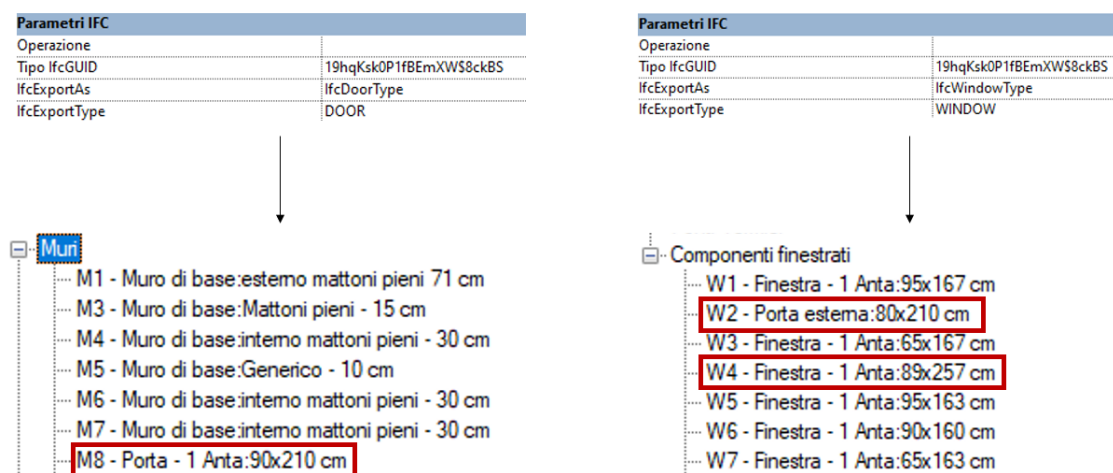 Parametri IFC
Operazione
Tipo IfcGUID 19hqKsk0P1fBEmXW$8ckBS
IfcExportAs IfcDoorType
IfcExportType DOOR
Muri
M1 - Muro di base:esterno mattoni pieni 71 cm
M3 - Muro di base:Mattoni pieni - 15 cm
M4 - Muro di base:interno mattoni pieni - 30 cm
M5 - Muro di base:Generico - 10 cm
M6 - Muro di base:interno mattoni pieni - 30 cm
M7 - Muro di base:interno mattoni pieni - 30 cm
M8 - Porta - 1 Anta:90x210 cm
Parametri IFC
Operazione
Tipo IfcGUID 19hqKsk0P1fBEmXW$8ckBS
IfcExportAs IfcWindowType
IfcExportType WINDOW
Componenti finestrati
W1 - Finestra - 1 Anta:95x167 cm
W2 - Porta esterna:80x210 cm
W3 - Finestra - 1 Anta:65x167 cm
W4 - Finestra - 1 Anta:89x257 cm
W5 - Finestra - 1 Anta:95x163 cm
W6 - Finestra - 1 Anta:90x160 cm
W7 - Finestra - 1 Anta:65x163 cm